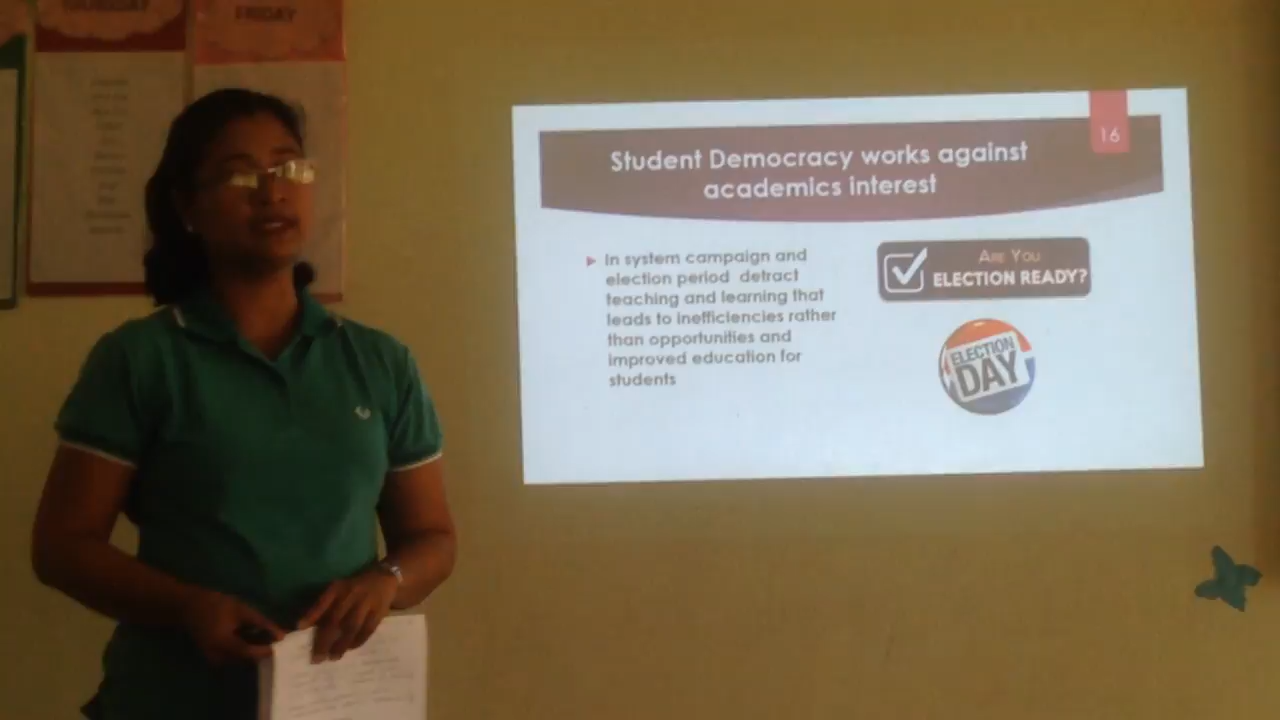 THURSDAY
FRIDAY
16
Student Democracy works against
academics interest
In system campaign and
election period detract
teaching and learning that
leads to inefficiencies rather
than opportunities and
improved education for
students
ARE YOU
ELECTION READY?
ELECTION
DAY